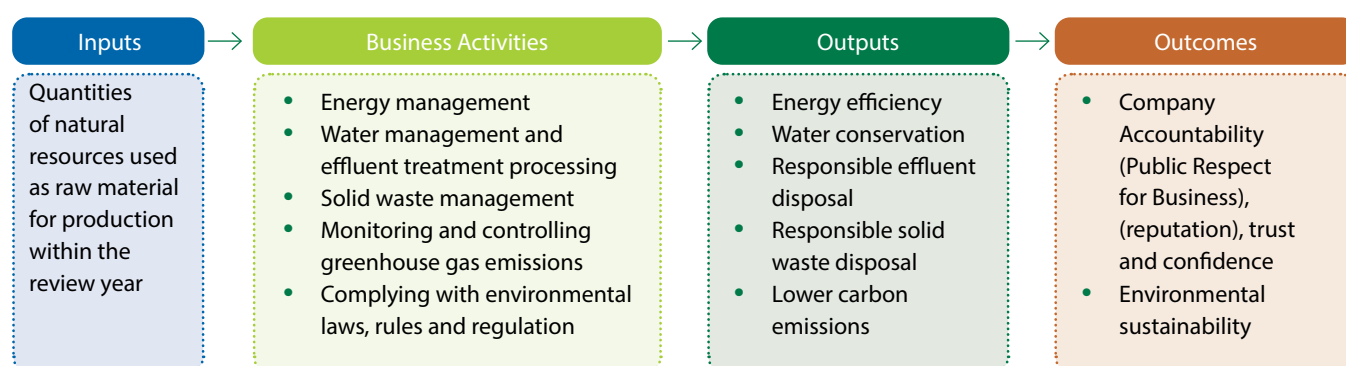 Inputs
Quantities
of natural
resources used
as raw material
for production
within the
review year
Business Activities
• Energy management
• Water management and
effluent treatment processing
• Solid waste management
• Monitoring and controlling
greenhouse gas emissions
• Complying with environmental
laws, rules and regulation
Outputs
• Energy efficiency
• Water conservation
• Responsible effluent
disposal
• Responsible solid
waste disposal
• Lower carbon
emissions
Outcomes
• Company
Accountability
(Public Respect
for Business),
(reputation), trust
and confidence
• Environmental
sustainability